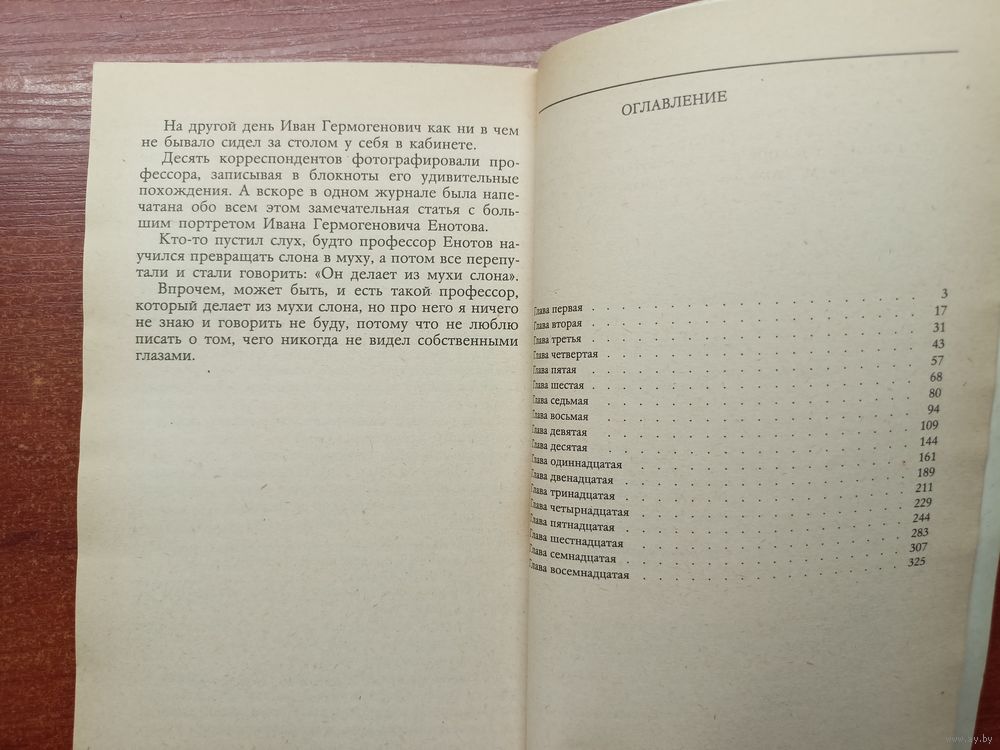 На другой день Иван Гермогенович как ни в чем
не бывало сидел за столом у себя в кабинете.
Десять корреспондентов фотографировали про-
фессора, записывая в блокноты его удивительные
похождения. А вскоре в одном журнале была напе-
чатана обо всем этом замечательная статья с боль-
шим портретом Ивана Гермогеновича Енотова.
Кто-то пустил слух, будто профессор Енотов на-
учился превращать слона в муху, а потом все перепу-
тали и стали говорить: «Он делает из мухи слона».
Впрочем, может быть, и есть такой профессор,
который делает из мухи слона, но про него я ничего
не знаю и говорить не буду, потому что не люблю
писать о том, чего никогда не видел собственными
глазами.
ОГЛАВЛЕНИЕ
Глава первая . . . 3
Глава вторая . . . 17
Глава третья . . . 31
Глава четвертая . . . 43
Глава пятая . . . 57
Глава шестая . . . 68
Глава седьмая . . . 80
Глава восьмая . . . 94
Глава девятая . . . 109
Глава десятая . . . 144
Глава одиннадцатая . . . 161
Глава двенадцатая . . . 189
Глава тринадцатая . . . 211
Глава четырнадцатая . . . 229
Глава пятнадцатая . . . 244
Глава шестнадцатая . . . 283
Глава семнадцатая . . . 307
Глава восемнадцатая . . . 325
www.ay.by